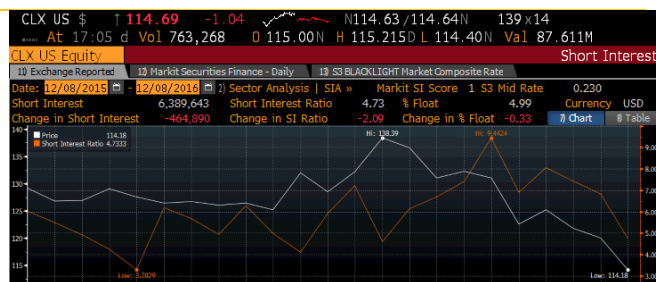 CLX US $ ↑ 114.69 -1.04 N114.63/114.64N 139×14
.... At 17:05 d Vol 763,268 O 115.00N H 115.215D L 114.40N Val 87.611M
CLX US Equity Short Interest
11) Exchange Reported 12) Markit Securities Finance - Daily 13) S3 BLACKLIGHT Market Composite Rate
Date: 12/08/2015 - 12/08/2016 2) Sector Analysis | SIA » Markit SI Score 1 S3 Mid Rate 0.230
Short Interest 6,389,643 Short Interest Ratio 4.73 % Float 4.99 Currency USD
Change in Short Interest -464,890 Change in SI Ratio -2.09 Change in % Float -0.33 7) Chart 8) Table
140
Price 114.18
Short Interest Ratio 4.7333
Hi: 138.39
Hi: 9.4424
9.00
135
8.00
130
7.00
125
6.00
5.00
120
4.00
115
Low: 3.2829
Low: 114.18
3.00